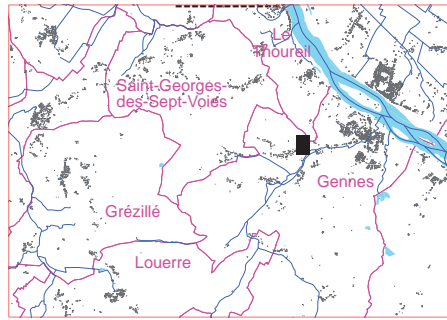 Le
Thoureil
Saint-Georges-
des-Sept-Voies
Gennes
Grézillé
Louerre